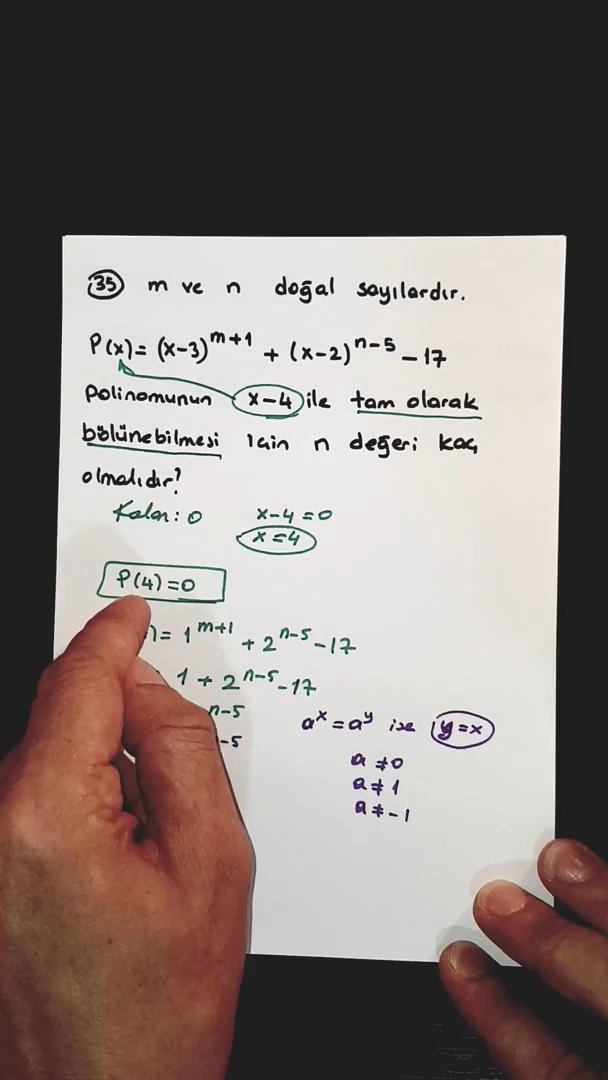 35 m ve n doğal sayılardır.
P(x)= (x-3)^m+1 + (x-2)^n-5 - 17
polinomunun x-4 ile tam olarak
bölünebilmesi için n değeri kaç
olmalıdır?
Kalan: 0 x-4=0
x=4
P(4)=0
)= 1^m+1 + 2^n-5 - 17
1 + 2^n-5 - 17
n-5
-5
a^x = a^y ise y=x
a ≠ 0
a ≠ 1
a ≠ -1